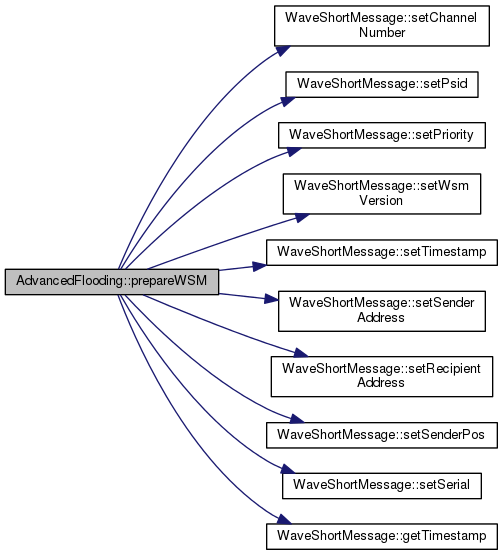 WaveShortMessage::setChannel
Number
WaveShortMessage::setPsid
WaveShortMessage::setPriority
WaveShortMessage::setWsm
Version
WaveShortMessage::setTimestamp
AdvancedFlooding::prepareWSM
WaveShortMessage::setSender
Address
WaveShortMessage::setRecipient
Address
WaveShortMessage::setSenderPos
WaveShortMessage::setSerial
WaveShortMessage::getTimestamp